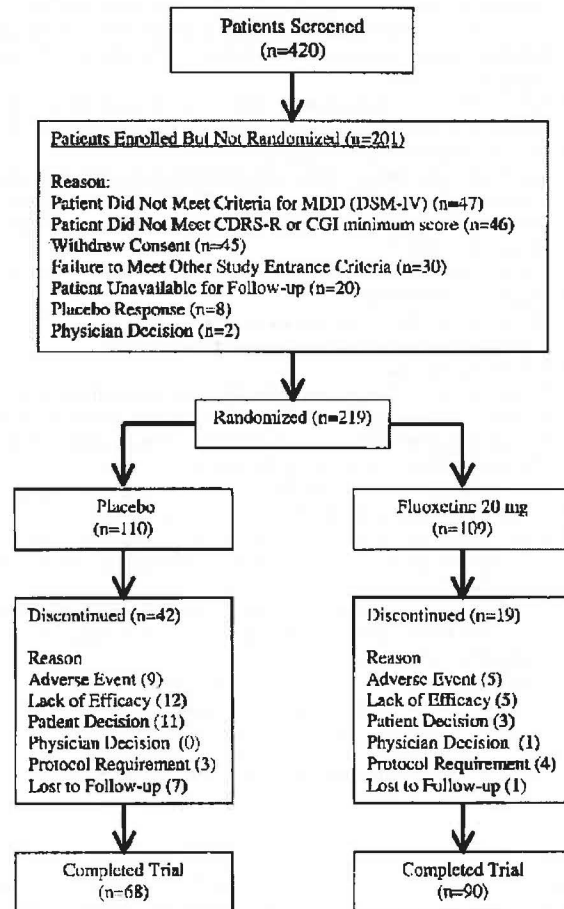 Patients Screened
(n=420)
Patients Enrolled But Not Randomized (n=201)
Reason:
Patient Did Not Meet Criteria for MDD (DSM-IV) (n=47)
Patient Did Not Meet CDRS-R or CGI minimum score (n=46)
Withdrew Consent (n=45)
Failure to Meet Other Study Entrance Criteria (n=30)
Patient Unavailable for Follow-up (n=20)
Placebo Response (n=8)
Physician Decision (n=2)
Randomized (n=219)
Placebo
(n=110)
Discontinued (n=42)
Reason
Adverse Event (9)
Lack of Efficacy (12)
Patient Decision (11)
Physician Decision (0)
Protocol Requirement (3)
Lost to Follow-up (7)
Completed Trial
(n=68)
Fluoxetine 20 mg
(n=109)
Discontinued (n=19)
Reason
Adverse Event (5)
Lack of Efficacy (5)
Patient Decision (3)
Physician Decision (1)
Protocol Requirement (4)
Lost to Follow-up (1)
Completed Trial
(n=90)